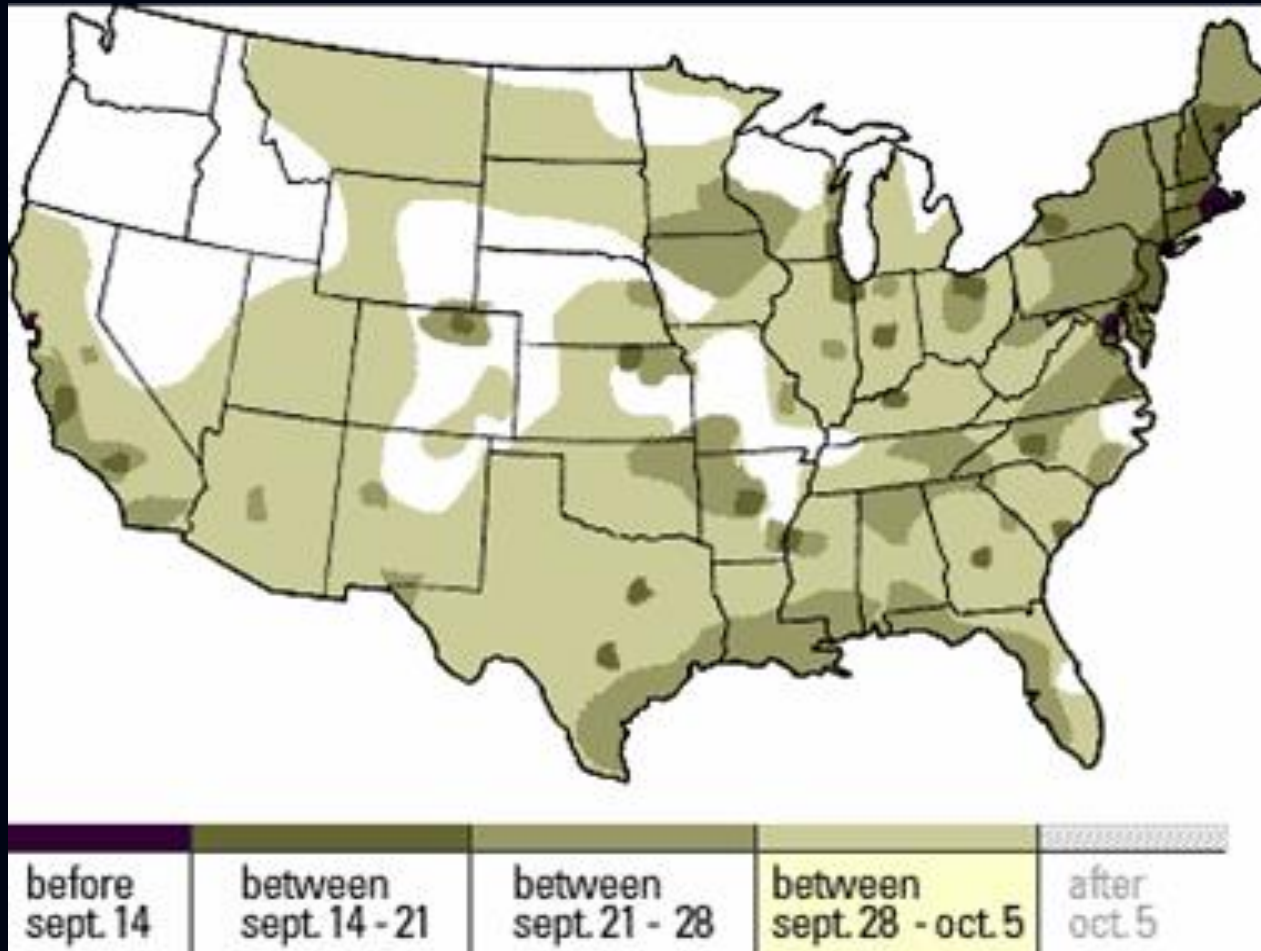 before
sept. 14
between
sept. 14 - 21
between
sept. 21 - 28
between
sept. 28 - oct. 5
after
oct. 5